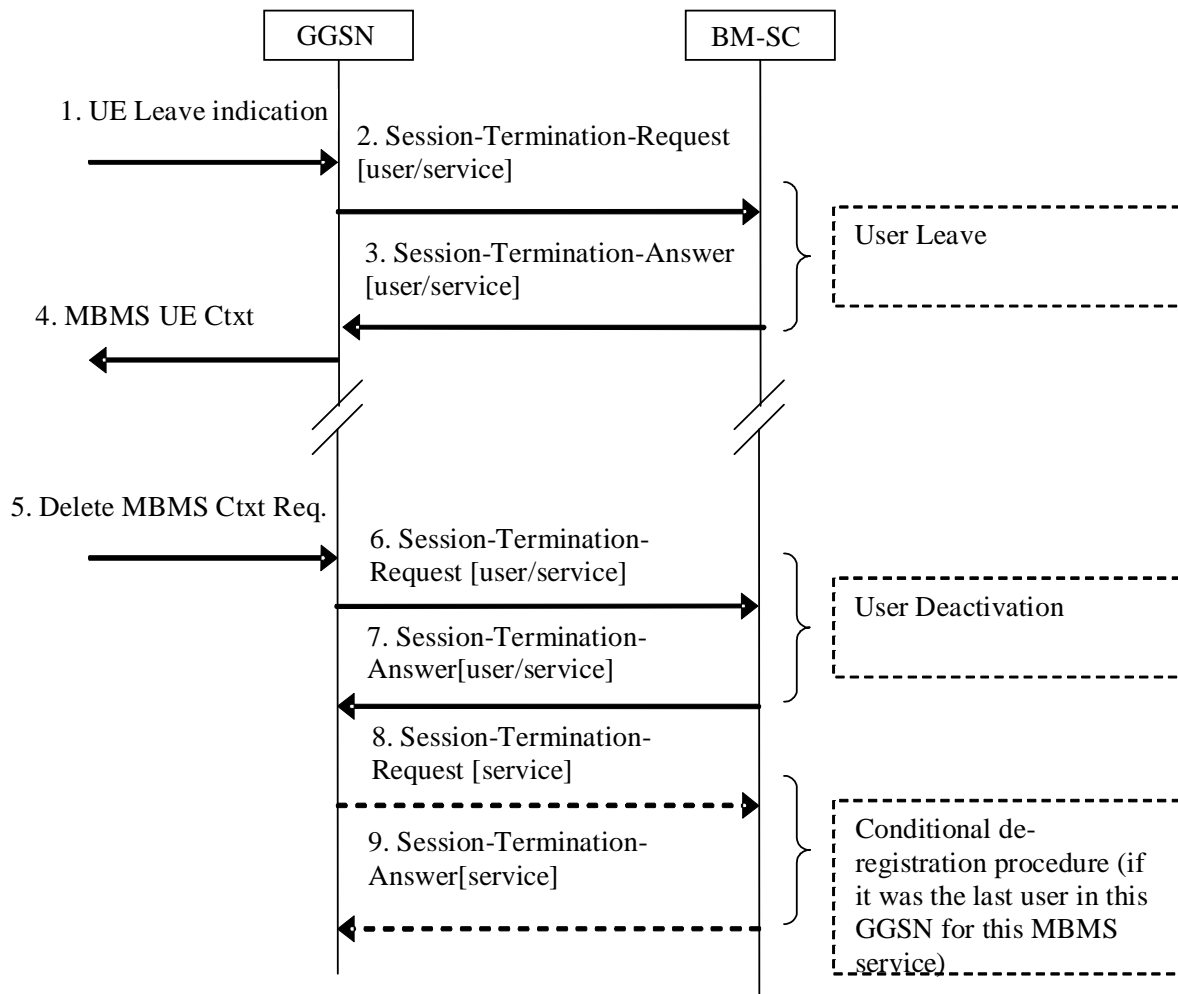 GGSN
BM-SC
1. UE Leave indication
2. Session-Termination-Request
[user/service]
User Leave
3. Session-Termination-Answer
[user/service]
4. MBMS UE Ctxt
5. Delete MBMS Ctxt Req.
6. Session-Termination-
Request [user/service]
User Deactivation
7. Session-Termination-
Answer[user/service]
8. Session-Termination-
Request [service]
9. Session-Termination-
Answer[service]
Conditional de-
registration procedure (if
it was the last user in this
GGSN for this MBMS
service)